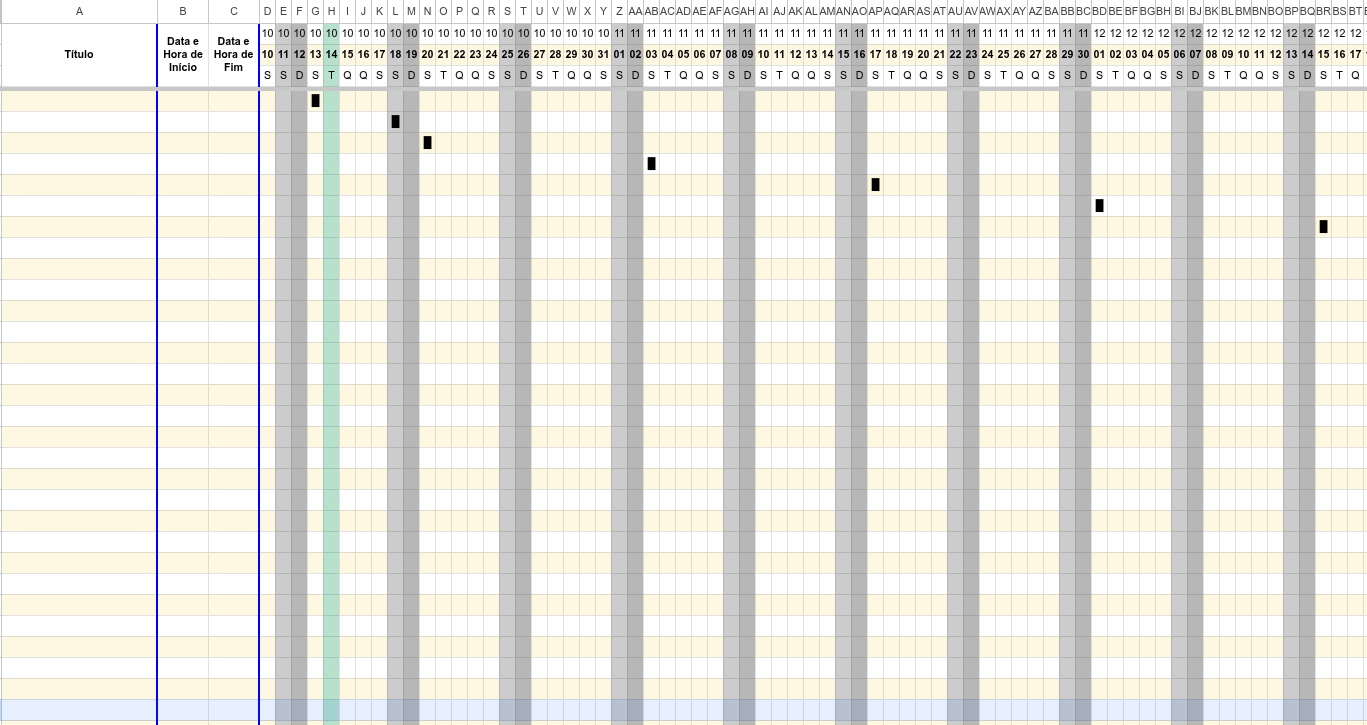 A B C D E F G H I J K L M N O P Q R S T U V W X Y Z AA AB AC AD AE AF AG AH AI AJ AK AL AM AN AO AP AQ AR AS AT AU AV AW AX AY AZ BA BB BC BD BE BF BG BH BI BJ BK BL BM BN BO BP BQ BR BS BT
10 10 10 10 10 10 10 10 10 10 10 10 10 10 10 10 10 10 10 10 10 10 11 11 11 11 11 11 11 11 11 11 11 11 11 11 11 11 11 11 11 11 11 11 11 11 11 11 11 11 11 11 12 12 12 12 12 12 12 12 12 12 12 12 12 12 12 12 12
Título
Data e
Hora de
Início
Data e
Hora de
Fim
10 11 12 13 14 15 16 17 18 19 20 21 22 23 24 25 26 27 28 29 30 31 01 02 03 04 05 06 07 08 09 10 11 12 13 14 15 16 17 18 19 20 21 22 23 24 25 26 27 28 29 30 01 02 03 04 05 06 07 08 09 10 11 12 13 14 15 16 17
S S D S T Q Q S S D S T Q Q S S D S T Q Q S S D S T Q Q S S D S T Q Q S S D S T Q Q S S D S T Q Q S S D S T Q Q S S D S T Q Q S S D S T Q